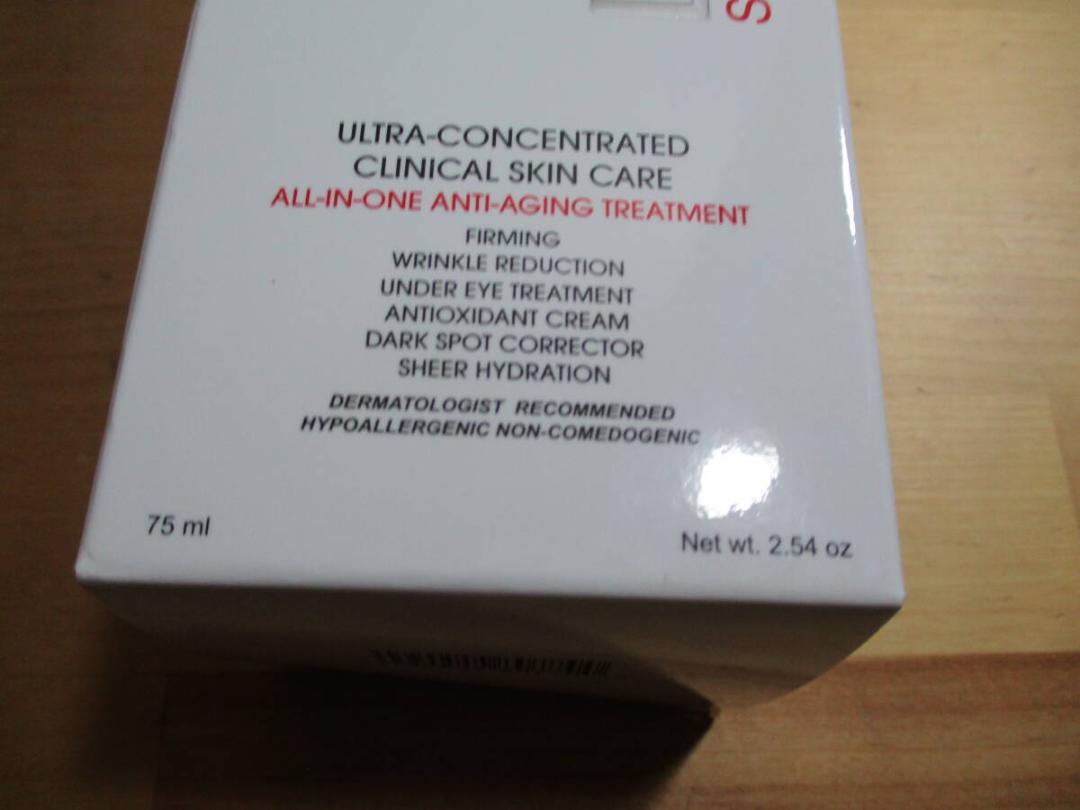 S
ULTRA-CONCENTRATED
CLINICAL SKIN CARE
ALL-IN-ONE ANTI-AGING TREATMENT
FIRMING
WRINKLE REDUCTION
UNDER EYE TREATMENT
ANTIOXIDANT CREAM
DARK SPOT CORRECTOR
SHEER HYDRATION
DERMATOLOGIST RECOMMENDED
HYPOALLERGENIC NON-COMEDOGENIC
75 ml
Net wt. 2.54 oz